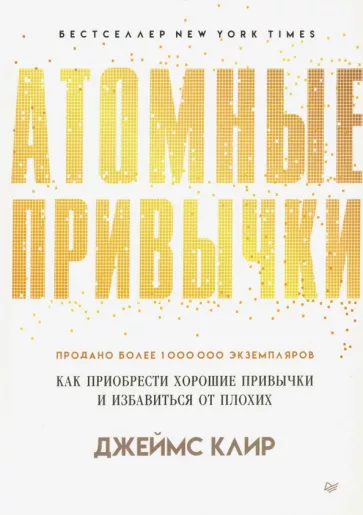 БЕСТСЕЛЛЕР NEW YORK TIMES
АТОМНЫЕ
ПРИВЫЧКИ
ПРОДАНО БОЛЕЕ 1 000 000 ЭКЗЕМПЛЯРОВ
КАК ПРИОБРЕСТИ ХОРОШИЕ ПРИВЫЧКИ
И ИЗБАВИТЬСЯ ОТ ПЛОХИХ
ДЖЕЙМС КЛИР